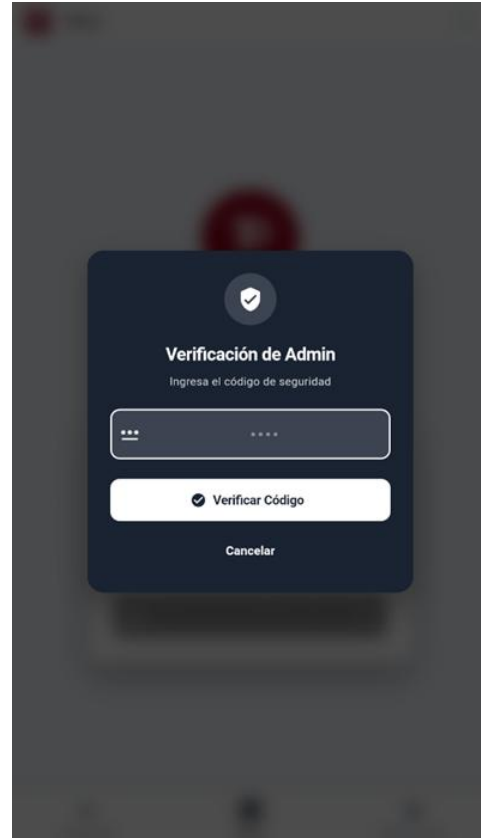 Verificación de Admin
Ingresa el código de seguridad
Verificar Código
Cancelar